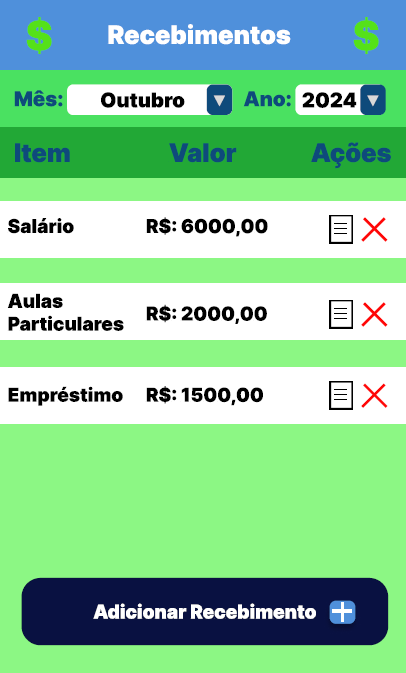 $ Recebimentos $
Mês: Outubro Ano: 2024
Item Valor Ações
Salário R$: 6000,00
Aulas
Particulares R$: 2000,00
Empréstimo R$: 1500,00
Adicionar Recebimento